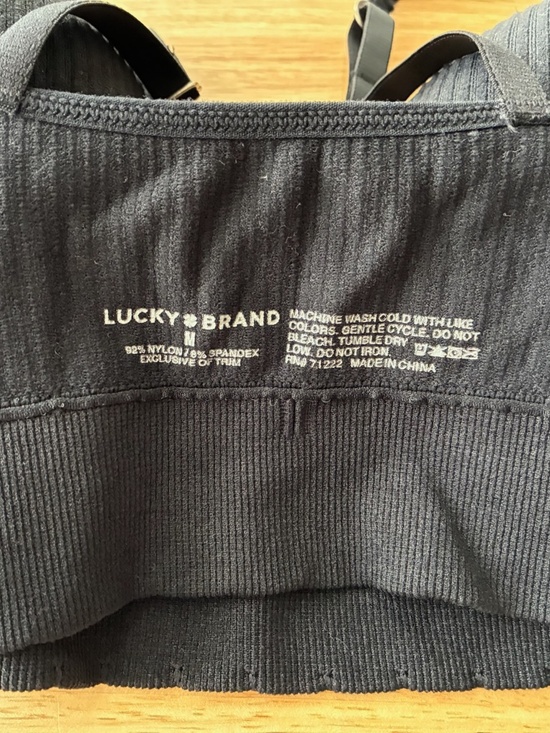 LUCKY BRAND
M
92% NYLON / 8% SPANDEX
EXCLUSIVE OF TRIM
MACHINE WASH COLD WITH LIKE
COLORS. GENTLE CYCLE. DO NOT
BLEACH. TUMBLE DRY
LOW. DO NOT IRON.
RN# 71222 MADE IN CHINA